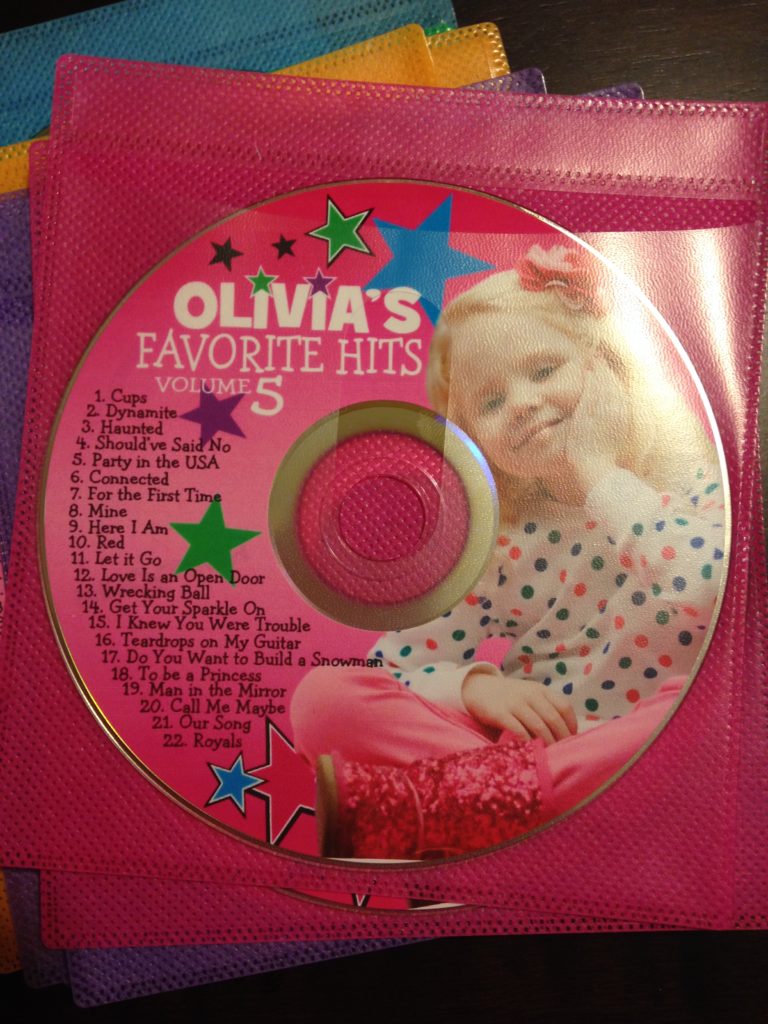 OLIVIA'S
FAVORITE HITS
VOLUME 5
1. Cups
2. Dynamite
3. Haunted
4. Should've Said No
5. Party in the USA
6. Connected
7. For the First Time
8. Mine
9. Here I Am
10. Red
11. Let it Go
12. Love Is an Open Door
13. Wrecking Ball
14. Get Your Sparkle On
15. I Knew You Were Trouble
16. Teardrops on My Guitar
17. Do You Want to Build a Snowman
18. To be a Princess
19. Man in the Mirror
20. Call Me Maybe
21. Our Song
22. Royals